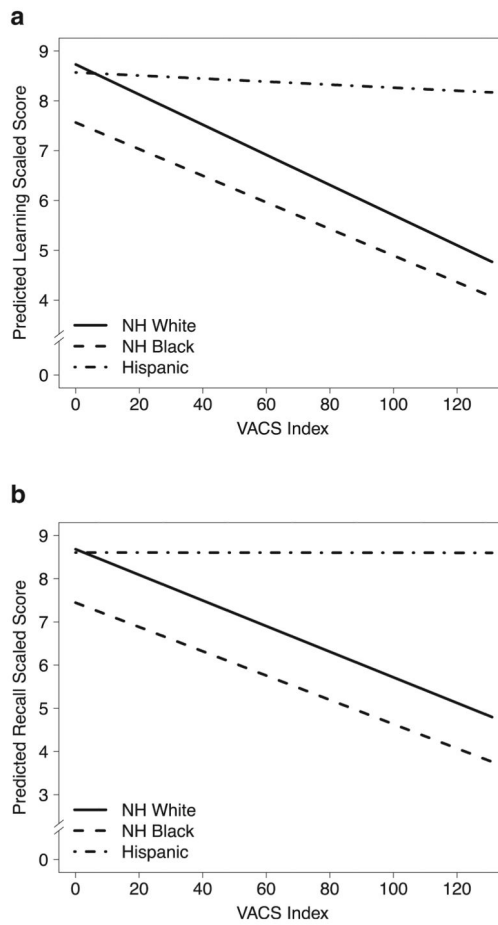 a
Predicted Learning Scaled Score
9
8
7
6
5
4
0
NH White
NH Black
Hispanic
0 20 40 60 80 100 120
VACS Index
b
Predicted Recall Scaled Score
9
8
7
6
5
4
3
0
NH White
NH Black
Hispanic
0 20 40 60 80 100 120
VACS Index